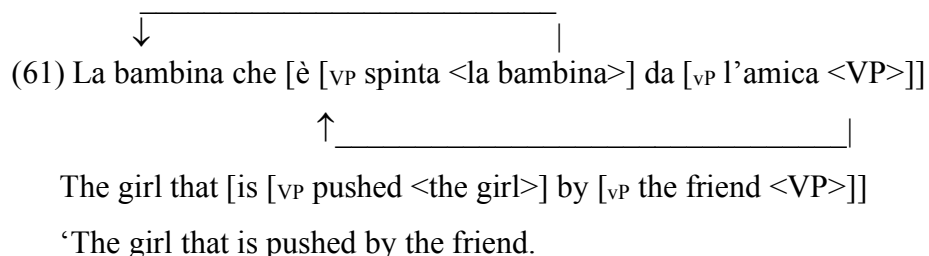 (61) La bambina che [è [VP spinta <la bambina>] da [vP l’amica <VP>]]
The girl that [is [VP pushed <the girl>] by [vP the friend <VP>]]
‘The girl that is pushed by the friend.